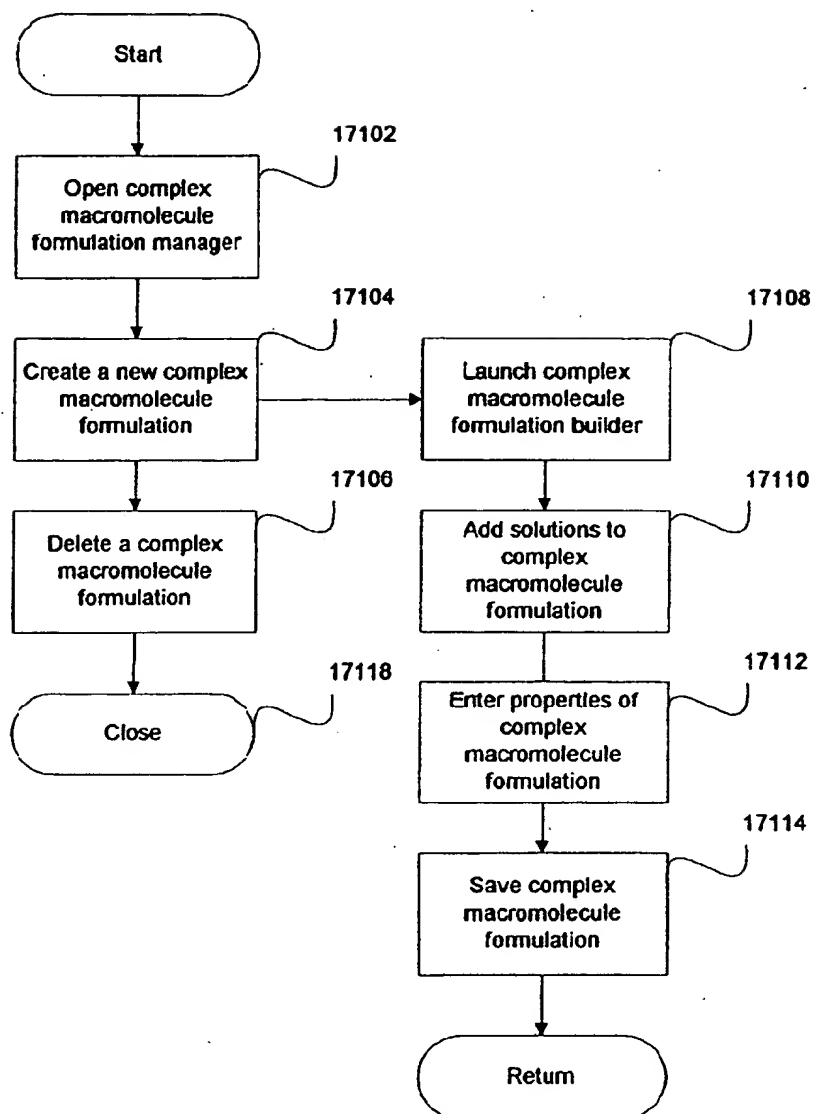 Start
17102
Open complex
macromolecule
formulation manager
17104
Create a new complex
macromolecule
formulation
17106
Delete a complex
macromolecule
formulation
17118
Close
17108
Launch complex
macromolecule
formulation builder
17110
Add solutions to
complex
macromolecule
formulation
17112
Enter properties of
complex
macromolecule
formulation
17114
Save complex
macromolecule
formulation
Return